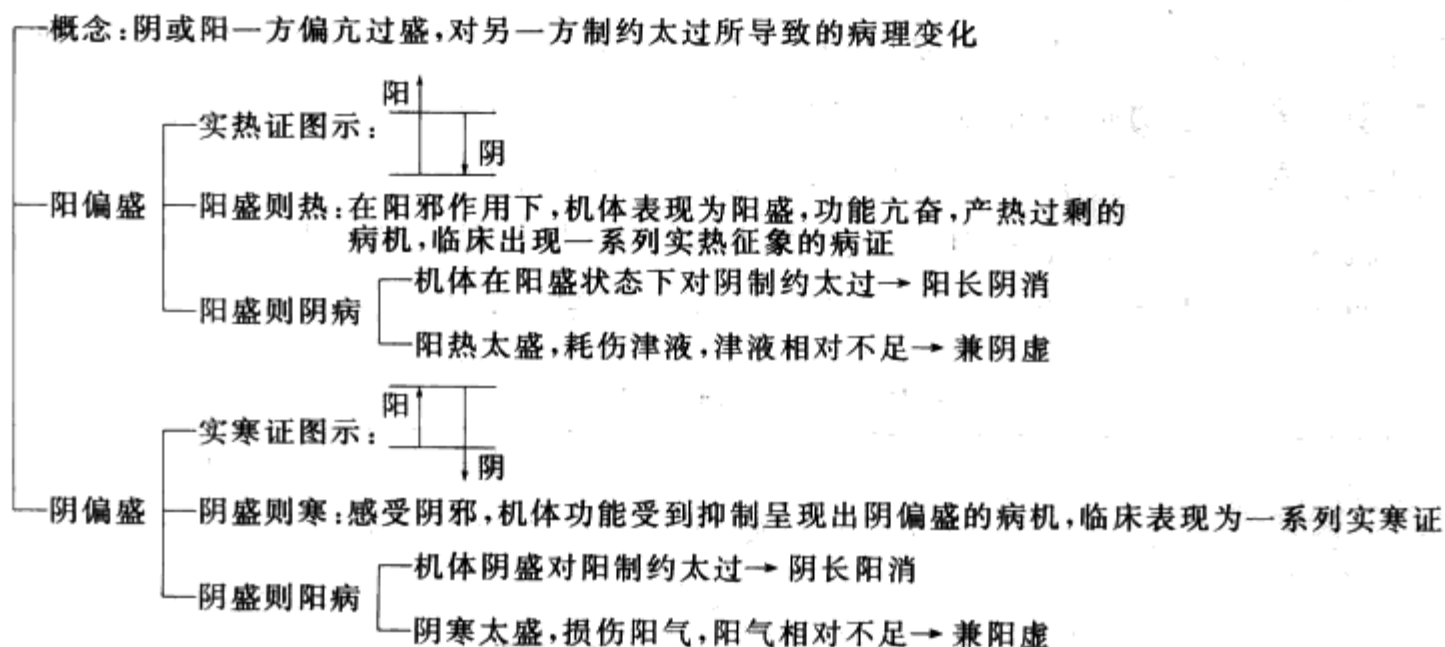 概念:阴或阳一方偏亢过盛,对另一方制约太过所导致的病理变化
阳
实热证图示:
阴
阳偏盛
阳盛则热:在阳邪作用下,机体表现为阳盛,功能亢奋,产热过剩的
病机,临床出现一系列实热征象的病证
机体在阳盛状态下对阴制约太过→ 阳长阴消
阳盛则阴病
阳热太盛,耗伤津液,津液相对不足→ 兼阴虚
阳
实寒证图示:
阴
阴偏盛
阴盛则寒:感受阴邪,机体功能受到抑制呈现出阴偏盛的病机,临床表现为一系列实寒证
机体阴盛对阳制约太过→ 阴长阳消
阴盛则阳病
阴寒太盛,损伤阳气,阳气相对不足→ 兼阳虚